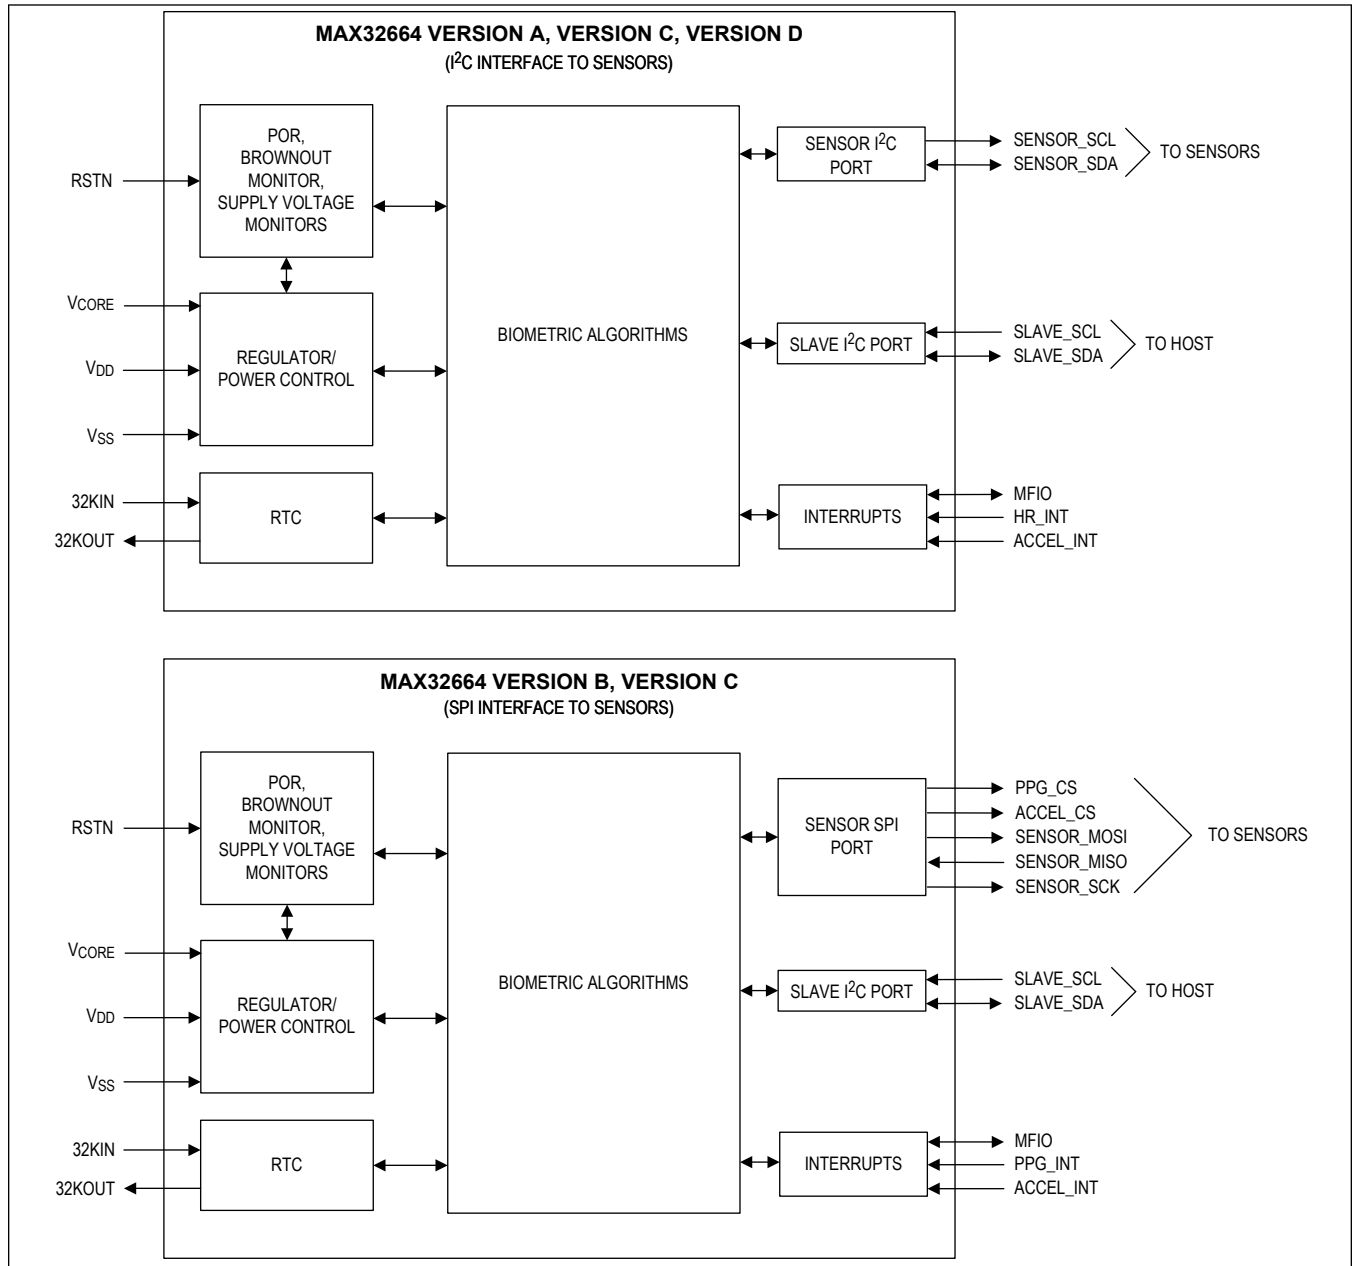 MAX32664 VERSION A, VERSION C, VERSION D
(I²C INTERFACE TO SENSORS)
POR,
BROWNOUT
MONITOR,
SUPPLY VOLTAGE
MONITORS
RSTN
VCORE
VDD
VSS
REGULATOR/
POWER CONTROL
32KIN
32KOUT
RTC
BIOMETRIC ALGORITHMS
SENSOR I²C
PORT
SENSOR_SCL
SENSOR_SDA
TO SENSORS
SLAVE I²C PORT
SLAVE_SCL
SLAVE_SDA
TO HOST
INTERRUPTS
MFIO
HR_INT
ACCEL_INT
MAX32664 VERSION B, VERSION C
(SPI INTERFACE TO SENSORS)
POR,
BROWNOUT
MONITOR,
SUPPLY VOLTAGE
MONITORS
RSTN
VCORE
VDD
VSS
REGULATOR/
POWER CONTROL
32KIN
32KOUT
RTC
BIOMETRIC ALGORITHMS
SENSOR SPI
PORT
PPG_CS
ACCEL_CS
SENSOR_MOSI
SENSOR_MISO
SENSOR_SCK
TO SENSORS
SLAVE I²C PORT
SLAVE_SCL
SLAVE_SDA
TO HOST
INTERRUPTS
MFIO
PPG_INT
ACCEL_INT